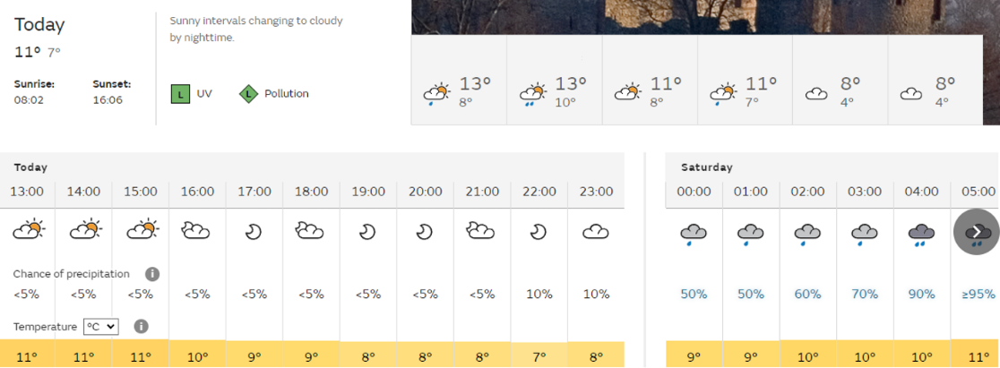 Today
11° 7°
Sunrise: Sunset:
08:02 16:06
Sunny intervals changing to cloudy
by nighttime.
L UV L Pollution
13° 13° 11° 11° 8° 8°
8° 10° 8° 7° 4° 4°
Today
13:00 14:00 15:00 16:00 17:00 18:00 19:00 20:00 21:00 22:00 23:00
Chance of precipitation i
<5% <5% <5% <5% <5% <5% <5% <5% <5% 10% 10%
Temperature °C i
11° 11° 11° 10° 9° 9° 8° 8° 8° 7° 8°
Saturday
00:00 01:00 02:00 03:00 04:00 05:00
50% 50% 60% 70% 90% ≥95%
9° 9° 10° 10° 10° 11°